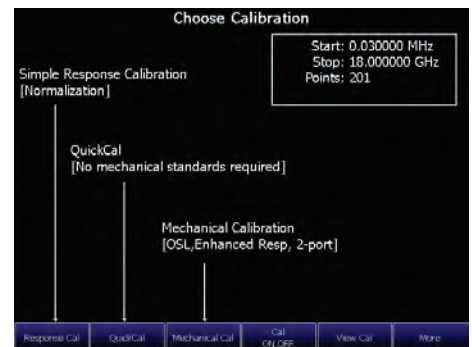 Choose Calibration
Start: 0.030000 MHz
Stop: 18.000000 GHz
Points: 201
Simple Response Calibration
[Normalization]
QuickCal
[No mechanical standards required]
Mechanical Calibration
[OSL,Enhanced Resp, 2-port]
Response Cal
QuickCal
Mechanical Cal
Cal
ON OFF
View Cal
More